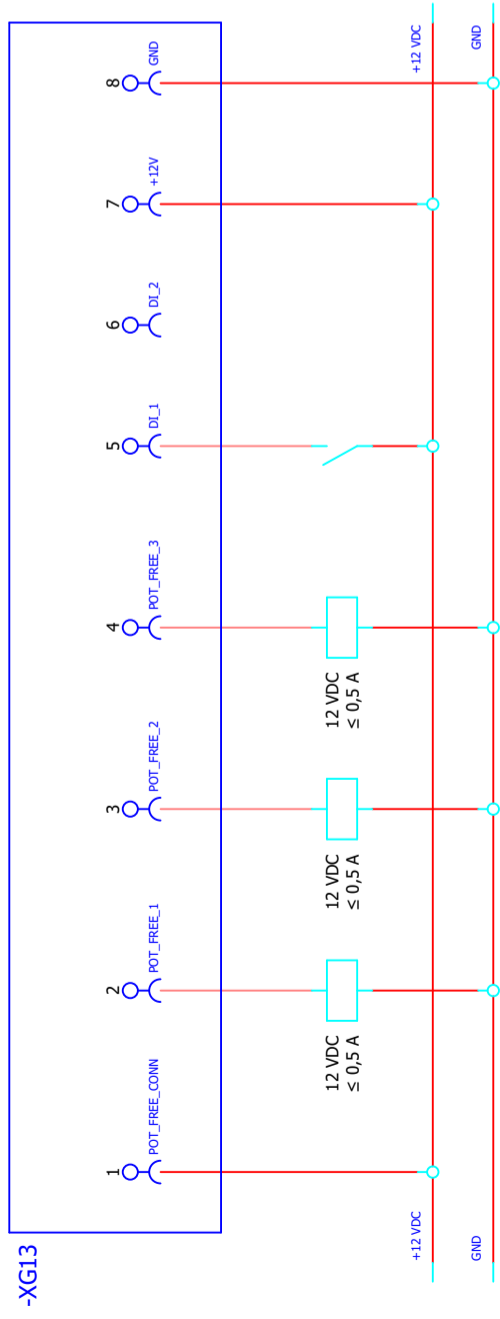 -XG13
1
POT_FREE_CONN
2
POT_FREE_1
3
POT_FREE_2
4
POT_FREE_3
5
DI_1
6
DI_2
7
+12V
8
GND
12 VDC
≤ 0,5 A
12 VDC
≤ 0,5 A
12 VDC
≤ 0,5 A
+12 VDC
+12 VDC
GND
GND